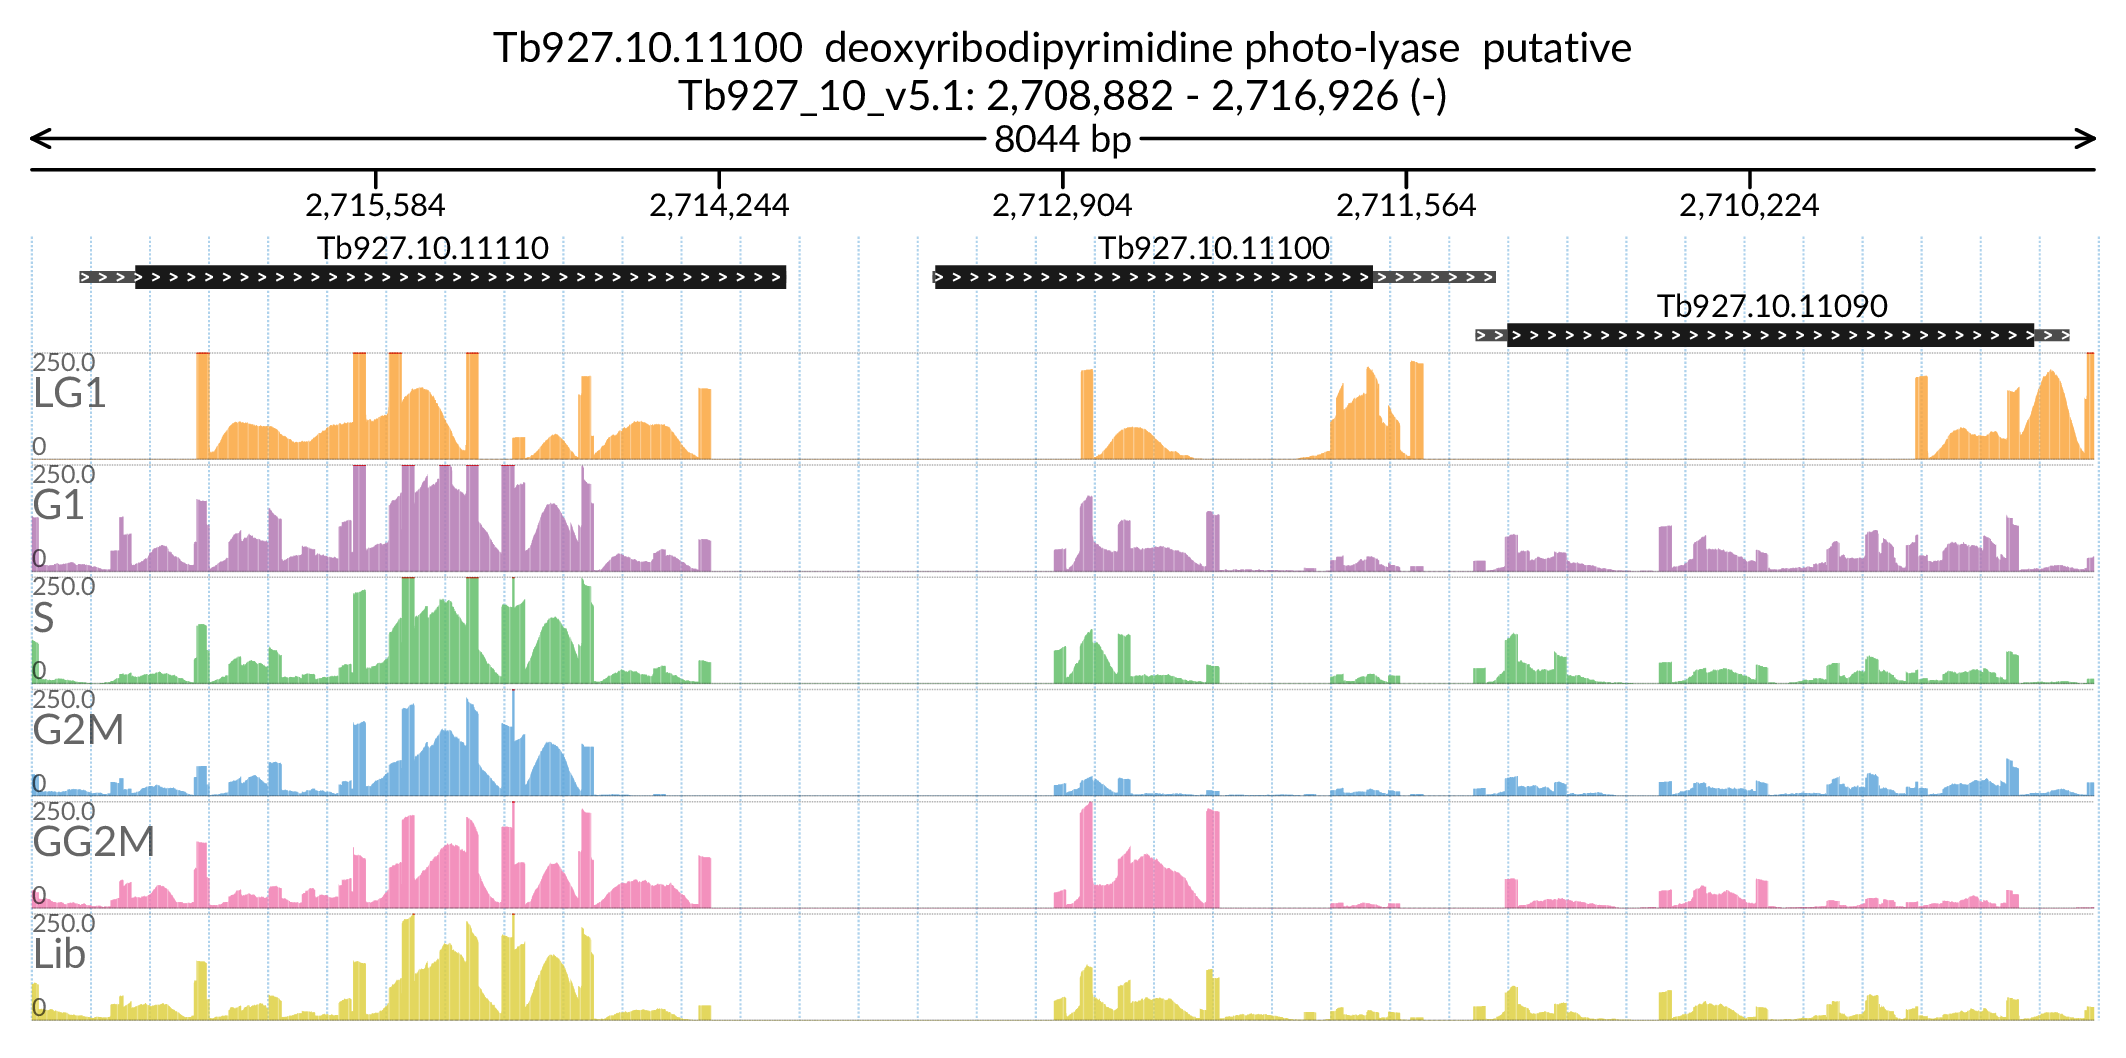 Tb927.10.11100  deoxyribodipyrimidine photo-lyase  putative
Tb927_10_v5.1: 2,708,882 - 2,716,926 (-)
8044 bp
2,715,584 2,714,244 2,712,904 2,711,564 2,710,224
Tb927.10.11110 Tb927.10.11100
Tb927.10.11090
250.0
LG1
0
250.0
G1
0
250.0
S
0
250.0
G2M
0
250.0
GG2M
0
250.0
Lib
0